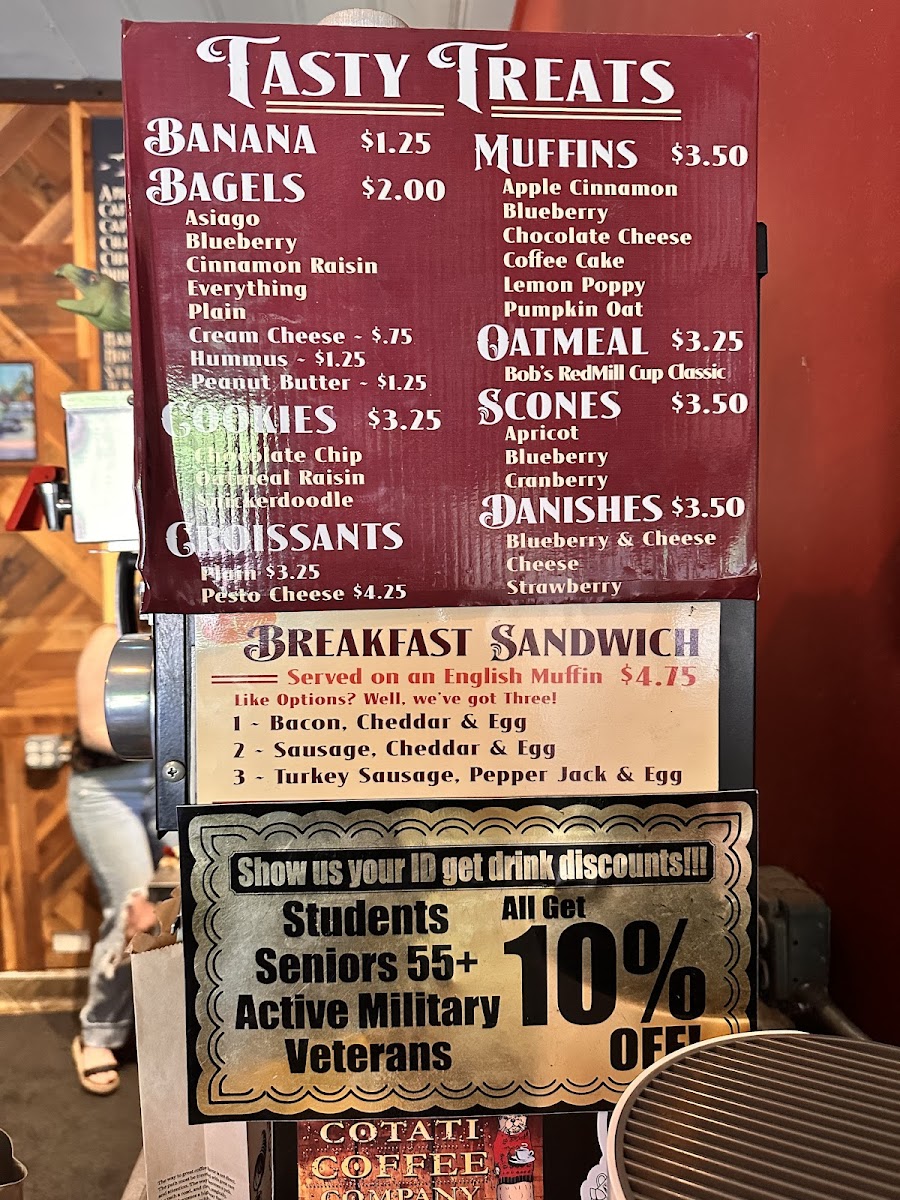 TASTY TREATS
BANANA $1.25
BAGELS $2.00
Asiago
Blueberry
Cinnamon Raisin
Everything
Plain
Cream Cheese ~ $.75
Hummus ~ $1.25
Peanut Butter ~ $1.25
COOKIES $3.25
Chocolate Chip
Oatmeal Raisin
Snickerdoodle
CROISSANTS
Plain $3.25
Pesto Cheese $4.25
MUFFINS $3.50
Apple Cinnamon
Blueberry
Chocolate Cheese
Coffee Cake
Lemon Poppy
Pumpkin Oat
OATMEAL $3.25
Bob's RedMill Cup Classic
SCONES $3.50
Apricot
Blueberry
Cranberry
DANISHES $3.50
Blueberry & Cheese
Cheese
Strawberry
BREAKFAST SANDWICH
Served on an English Muffin $4.75
Like Options? Well, we've got Three!
1 ~ Bacon, Cheddar & Egg
2 ~ Sausage, Cheddar & Egg
3 ~ Turkey Sausage, Pepper Jack & Egg
Show us your ID get drink discounts!!!
Students
Seniors 55+
Active Military
Veterans
All Get
10%
OFF!
COTATI
COFFEE
COMPANY